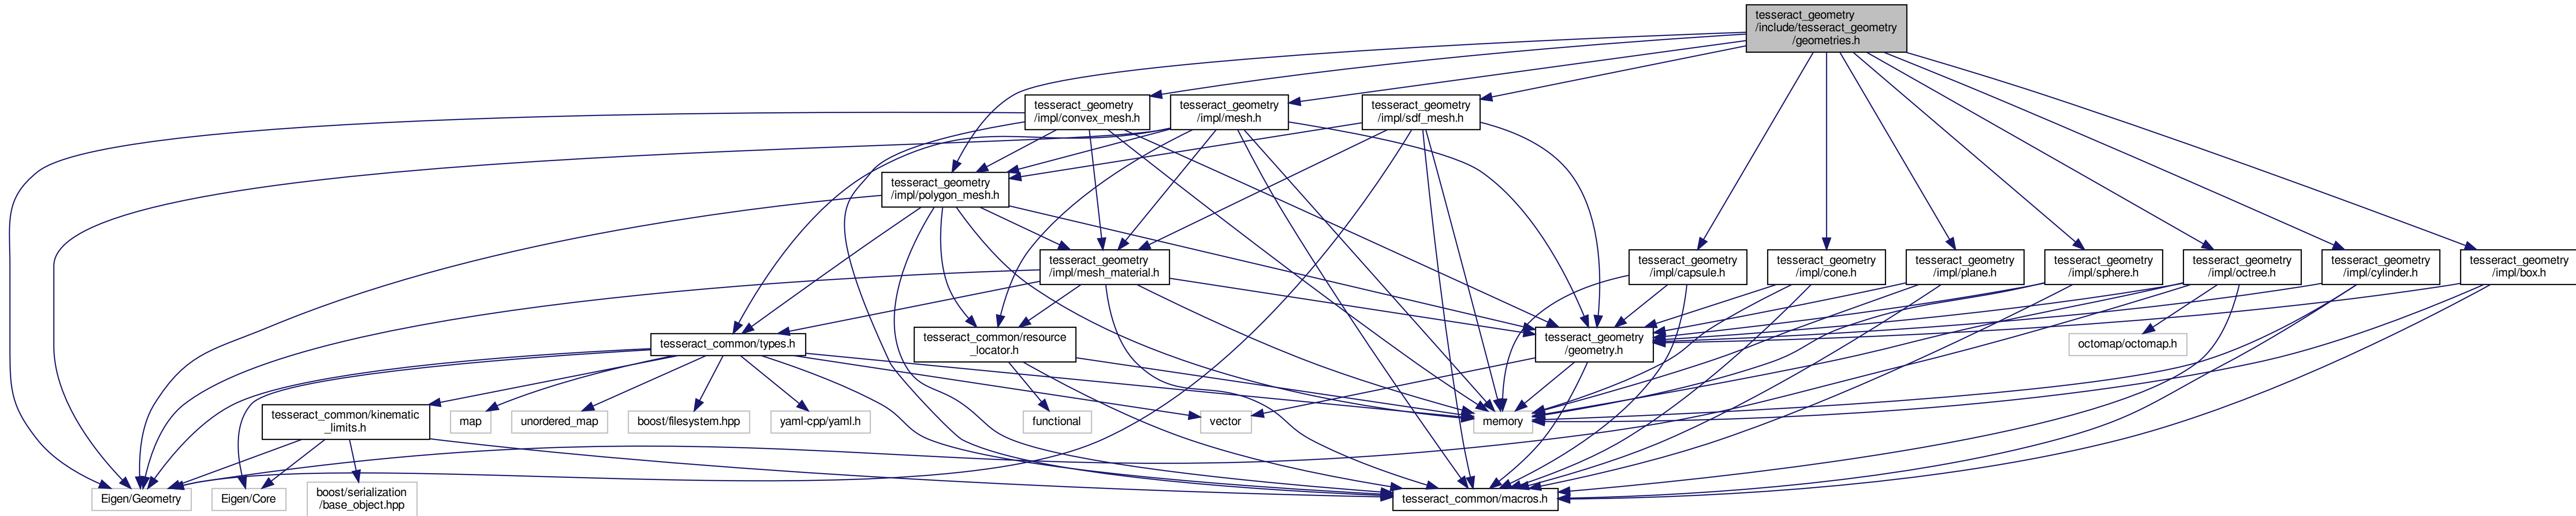 tesseract_geometry
/include/tesseract_geometry
/geometries.h
tesseract_geometry
/impl/convex_mesh.h
tesseract_geometry
/impl/mesh.h
tesseract_geometry
/impl/sdf_mesh.h
tesseract_geometry
/impl/polygon_mesh.h
tesseract_geometry
/impl/mesh_material.h
tesseract_geometry
/impl/capsule.h
tesseract_geometry
/impl/cone.h
tesseract_geometry
/impl/plane.h
tesseract_geometry
/impl/sphere.h
tesseract_geometry
/impl/octree.h
tesseract_geometry
/impl/cylinder.h
tesseract_geometry
/impl/box.h
tesseract_common/types.h
tesseract_common/resource
_locator.h
tesseract_geometry
/geometry.h
octomap/octomap.h
tesseract_common/kinematic
_limits.h
map
unordered_map
boost/filesystem.hpp
yaml-cpp/yaml.h
functional
vector
memory
Eigen/Geometry
Eigen/Core
boost/serialization
/base_object.hpp
tesseract_common/macros.h